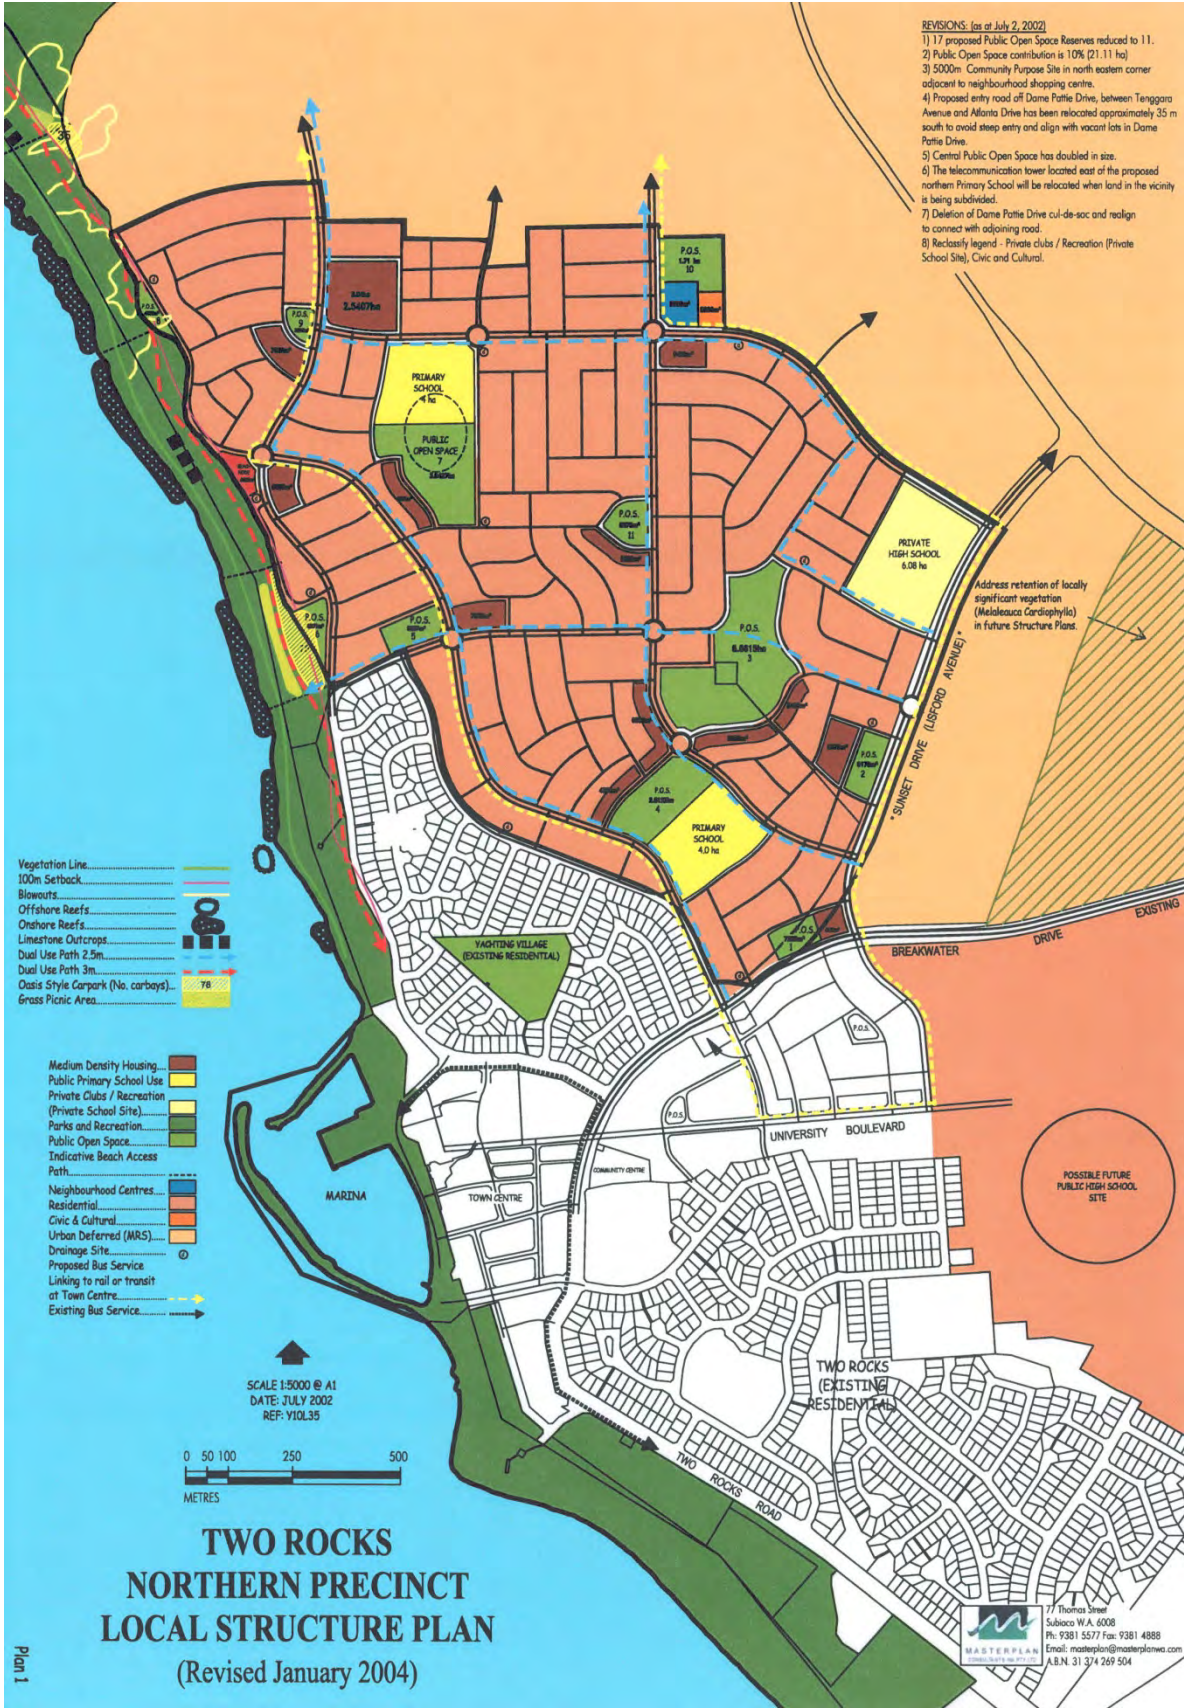 REVISIONS: (as at July 2, 2002)
1) 17 proposed Public Open Space Reserves reduced to 11.
2) Public Open Space contribution is 10% (21.11 ha)
3) 5000m Community Purpose Site in north eastern corner
adjacent to neighbourhood shopping centre.
4) Proposed entry road off Dame Pattie Drive, between Tenggara
Avenue and Atlanta Drive has been relocated approximately 35 m
south to avoid steep entry and align with vacant lots in Dame
Pattie Drive.
5) Central Public Open Space has doubled in size.
6) The telecommunication tower located east of the proposed
northern Primary School will be relocated when land in the vicinity
is being subdivided.
7) Deletion of Dame Pattie Drive cul-de-sac and realign
to connect with adjoining road.
8) Reclassify legend - Private clubs / Recreation (Private
School Site), Civic and Cultural.
P.O.S.
10
2.5407ha
P.O.S.
8
P.O.S.
9
PRIMARY
SCHOOL
4 ha
PUBLIC
OPEN SPACE
7
P.O.S.
11
PRIVATE
HIGH SCHOOL
6.08 ha
Address retention of locally
significant vegetation
(Melaleauca Cardiophylla)
in future Structure Plans.
P.O.S.
6
P.O.S.
5
P.O.S.
3
"SUNSET DRIVE (LISFORD AVENUE)"
P.O.S.
2
P.O.S.
4
PRIMARY
SCHOOL
4.0 ha
P.O.S.
1
BREAKWATER DRIVE EXISTING
YACHTING VILLAGE
(EXISTING RESIDENTIAL)
Vegetation Line
100m Setback
Blowouts
Offshore Reefs
Onshore Reefs
Limestone Outcrops
Dual Use Path 2.5m
Dual Use Path 3m
Oasis Style Carpark (No. carbays) 78
Grass Picnic Area
Medium Density Housing
Public Primary School Use
Private Clubs / Recreation
(Private School Site)
Parks and Recreation
Public Open Space
Indicative Beach Access
Path
Neighbourhood Centres
Residential
Civic & Cultural
Urban Deferred (MRS)
Drainage Site
Proposed Bus Service
Linking to rail or transit
at Town Centre
Existing Bus Service
P.O.S.
P.O.S.
UNIVERSITY BOULEVARD
COMMUNITY CENTRE
TOWN CENTRE
MARINA
POSSIBLE FUTURE
PUBLIC HIGH SCHOOL
SITE
TWO ROCKS
(EXISTING
RESIDENTIAL)
TWO ROCKS ROAD
SCALE 1:5000 @ A1
DATE: JULY 2002
REF: Y10L35
0 50 100 250 500
METRES
TWO ROCKS
NORTHERN PRECINCT
LOCAL STRUCTURE PLAN
(Revised January 2004)
Plan 1
MASTERPLAN
77 Thomas Street
Subiaco W.A. 6008
Ph: 9381 5577 Fax: 9381 4888
Email: masterplan@masterplanwa.com
A.B.N. 31 374 269 504